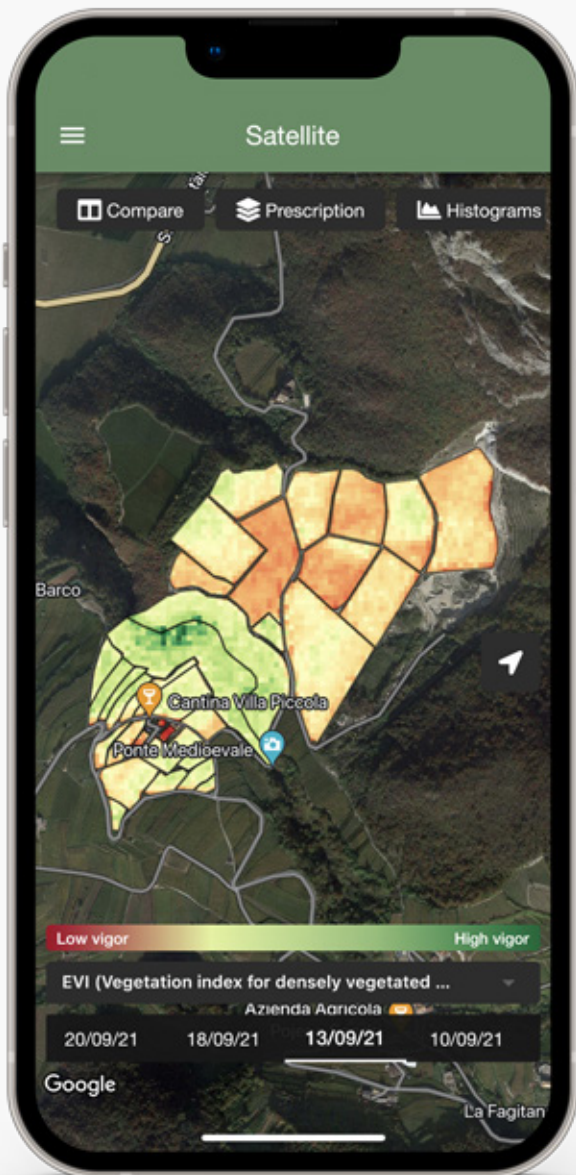 Satellite
Compare
Prescription
Histograms
Barco
Cantina Villa Piccola
Ponte Medioevale
Low vigor
High vigor
EVI (Vegetation index for densely vegetated ...
Azienda Agricola
20/09/21
18/09/21
13/09/21
10/09/21
Google
La Fagitan